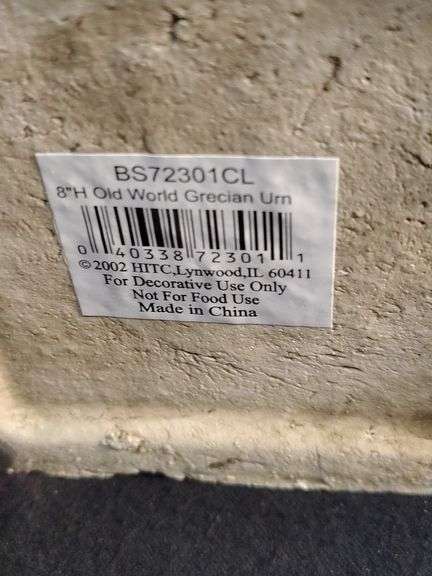 BS72301CL
8"H Old World Grecian Urn
0 40338 72301 1
©2002 HITC,Lynwood,IL 60411
For Decorative Use Only
Not For Food Use
Made in China